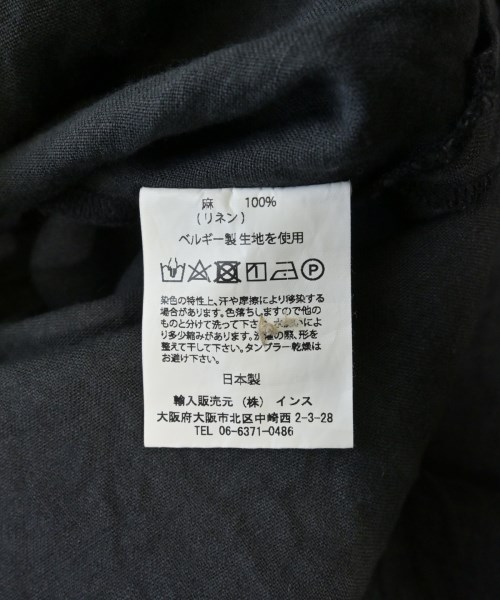 麻 100%
(リネン)
ベルギー製生地を使用
P
染色の特性上、汗や摩擦により移染する
場合があります。色落ちしますので他の
ものと分けて洗って下さい。水洗いによ
り多少縮みがあります。洗濯の際、形を
整えて干して下さい。タンブラー乾燥は
お避け下さい。
日本製
輸入販売元 (株) インス
大阪府大阪市北区中崎西 2-3-28
TEL 06-6371-0486